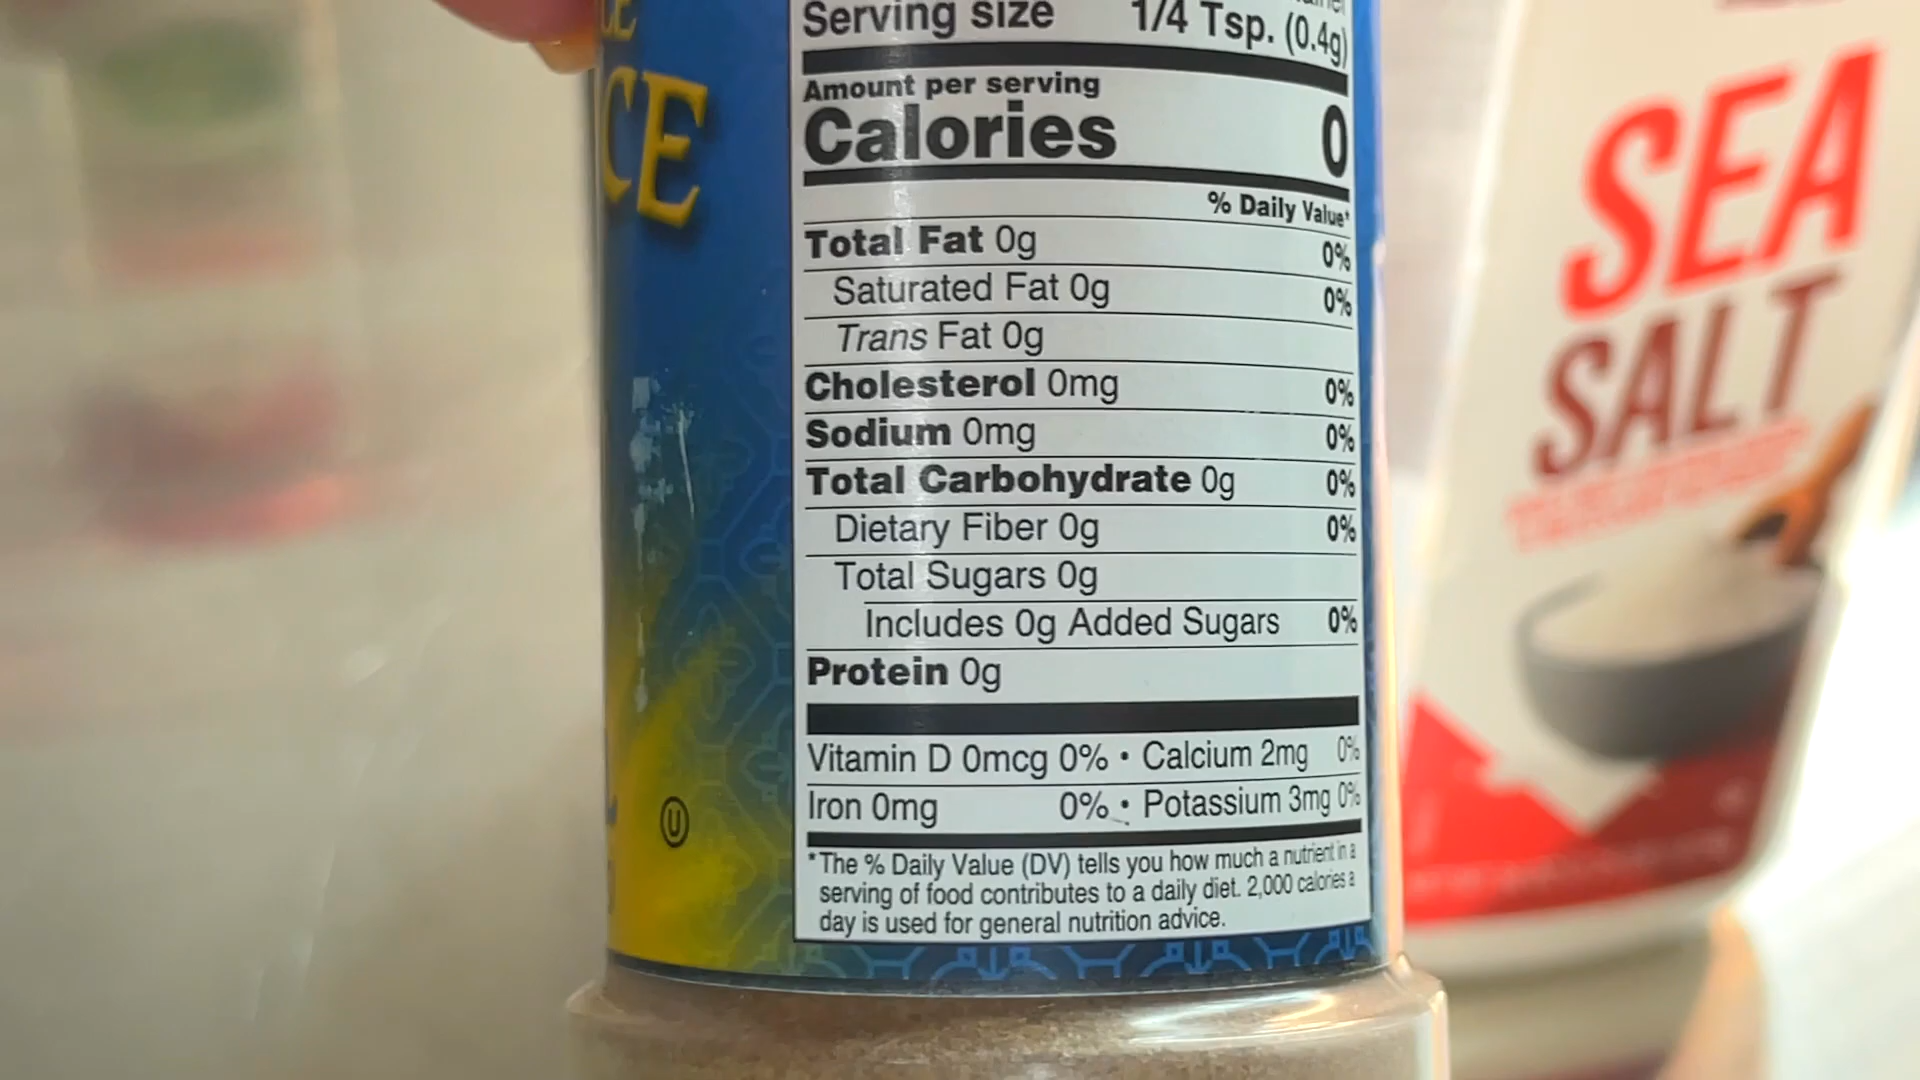 CE
Serving size 1/4 Tsp. (0.4g)
Amount per serving
Calories 0
% Daily Value*
Total Fat 0g 0%
Saturated Fat 0g 0%
Trans Fat 0g
Cholesterol 0mg 0%
Sodium 0mg 0%
Total Carbohydrate 0g 0%
Dietary Fiber 0g 0%
Total Sugars 0g
Includes 0g Added Sugars 0%
Protein 0g
Vitamin D 0mcg 0% • Calcium 2mg 0%
Iron 0mg 0% • Potassium 3mg 0%
*The % Daily Value (DV) tells you how much a nutrient in a
serving of food contributes to a daily diet. 2,000 calories a
day is used for general nutrition advice.
U
SEA
SALT